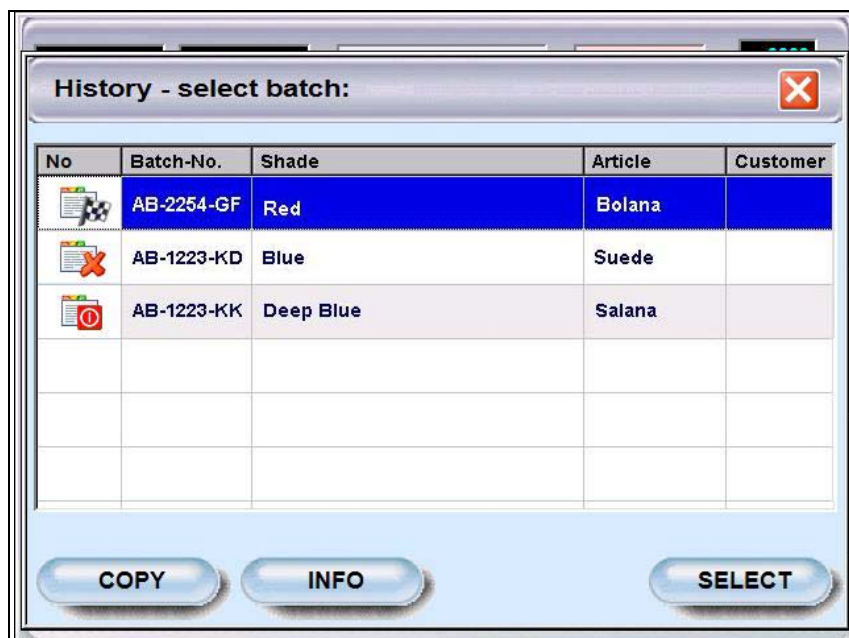 History - select batch:
No Batch-No. Shade Article Customer
AB-2254-GF Red Bolana
AB-1223-KD Blue Suede
AB-1223-KK Deep Blue Salana
COPY INFO SELECT